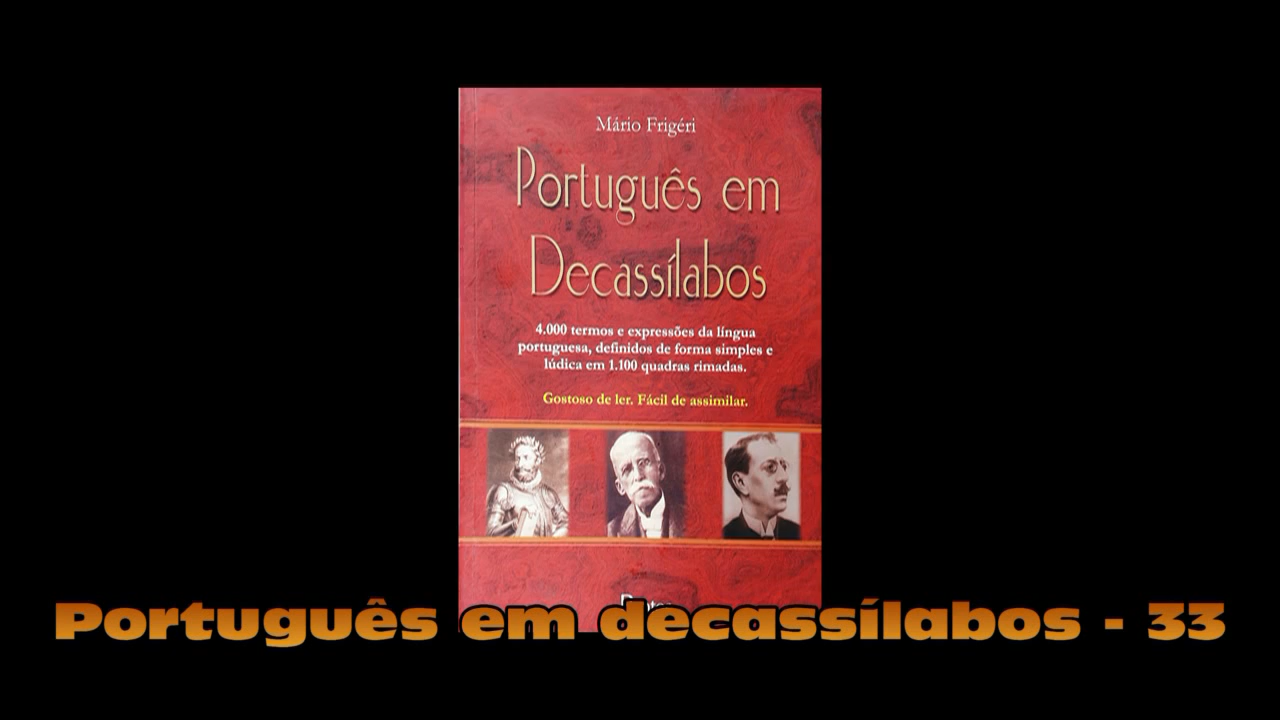 Mário Frigéri
Português em
Decassílabos
4.000 termos e expressões da língua
portuguesa, definidos de forma simples e
lúdica em 1.100 quadras rimadas.
Gostoso de ler. Fácil de assimilar.
Português em decassílabos - 33